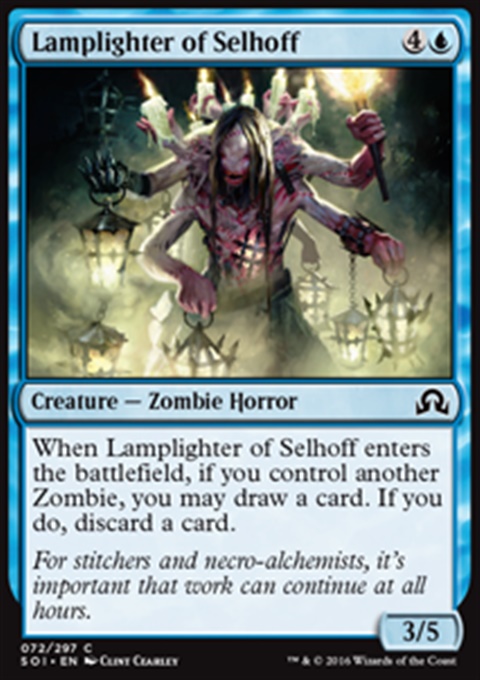 Lamplighter of Selhoff 4
Creature — Zombie Horror
When Lamplighter of Selhoff enters
the battlefield, if you control another
Zombie, you may draw a card. If you
do, discard a card.
For stitchers and necro-alchemists, it's
important that work can continue at all
hours.
3/5
072/297 C
SOI • EN Clint Cearley
™ & © 2016 Wizards of the Coast